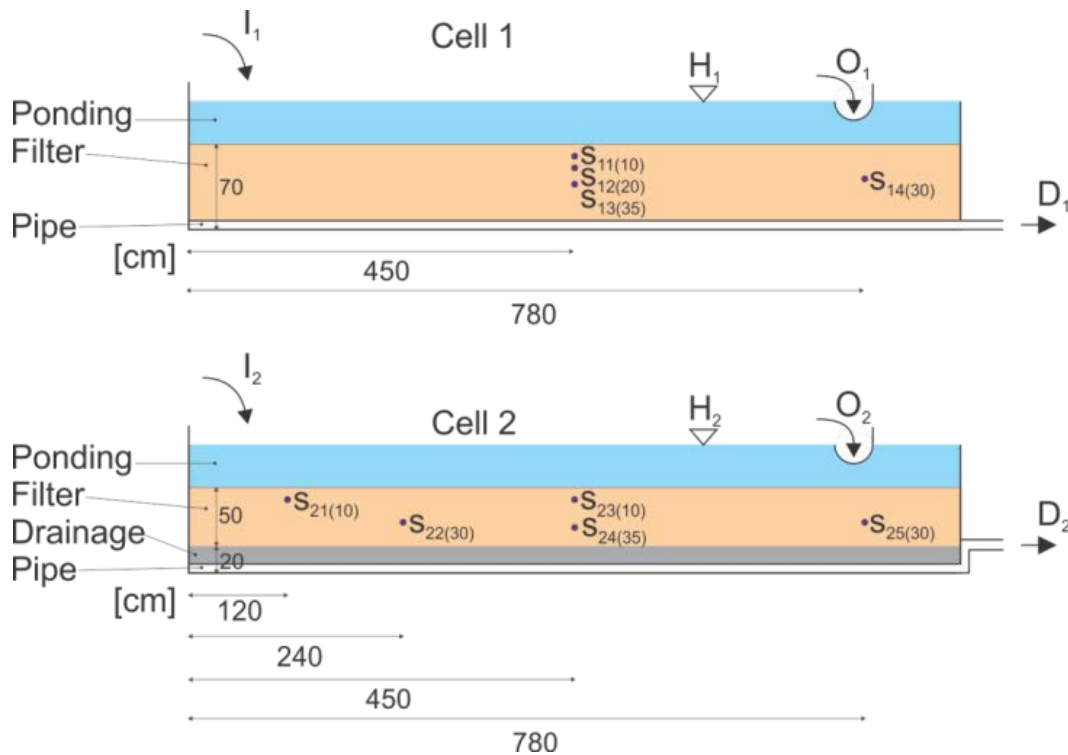 I₁
Cell 1
H₁
O₁
Ponding
Filter
S₁₁₍₁₀₎
S₁₂₍₂₀₎
S₁₃₍₃₅₎
S₁₄₍₃₀₎
70
Pipe
D₁
[cm]
450
780
I₂
Cell 2
H₂
O₂
Ponding
Filter
S₂₁₍₁₀₎
S₂₃₍₁₀₎
50
S₂₂₍₃₀₎
S₂₄₍₃₅₎
S₂₅₍₃₀₎
Drainage
D₂
20
Pipe
[cm]
120
240
450
780